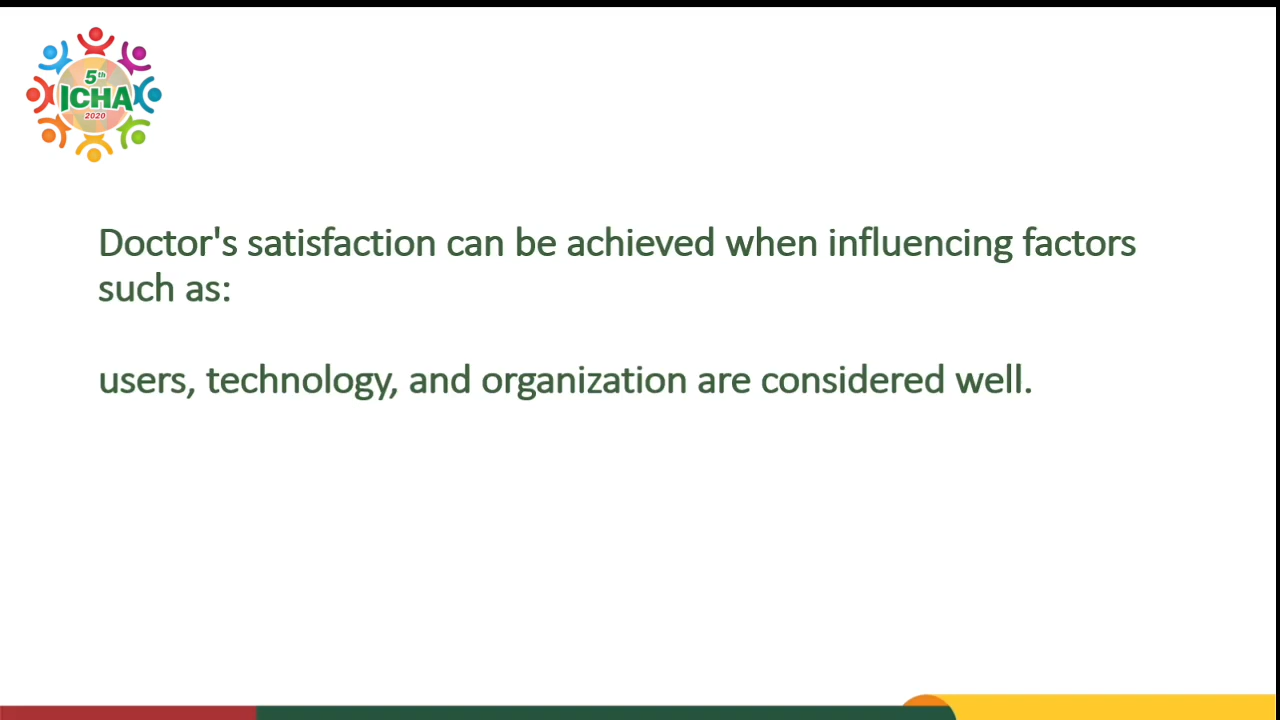 5th
ICHA
2020
Doctor's satisfaction can be achieved when influencing factors
such as:
users, technology, and organization are considered well.